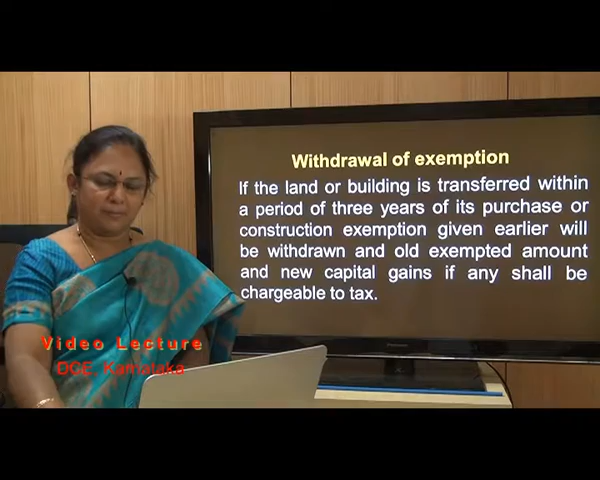 Withdrawal of exemption
If the land or building is transferred within
a period of three years of its purchase or
construction exemption given earlier will
be withdrawn and old exempted amount
and new capital gains if any shall be
chargeable to tax.
Video Lecture
DCE, Karnataka